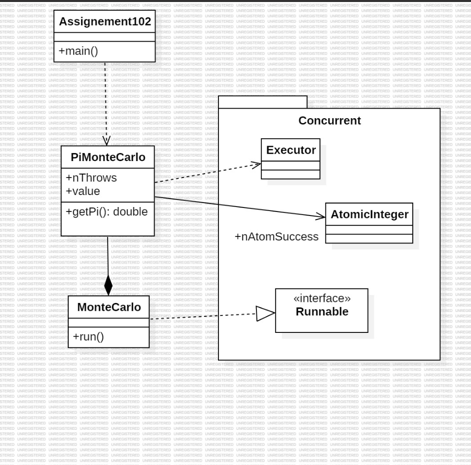 Assignement102
+main()
PiMonteCarlo
+nThrows
+value
+getPi(): double
MonteCarlo
+run()
Concurrent
Executor
AtomicInteger
+nAtomSuccess
«interface»
Runnable